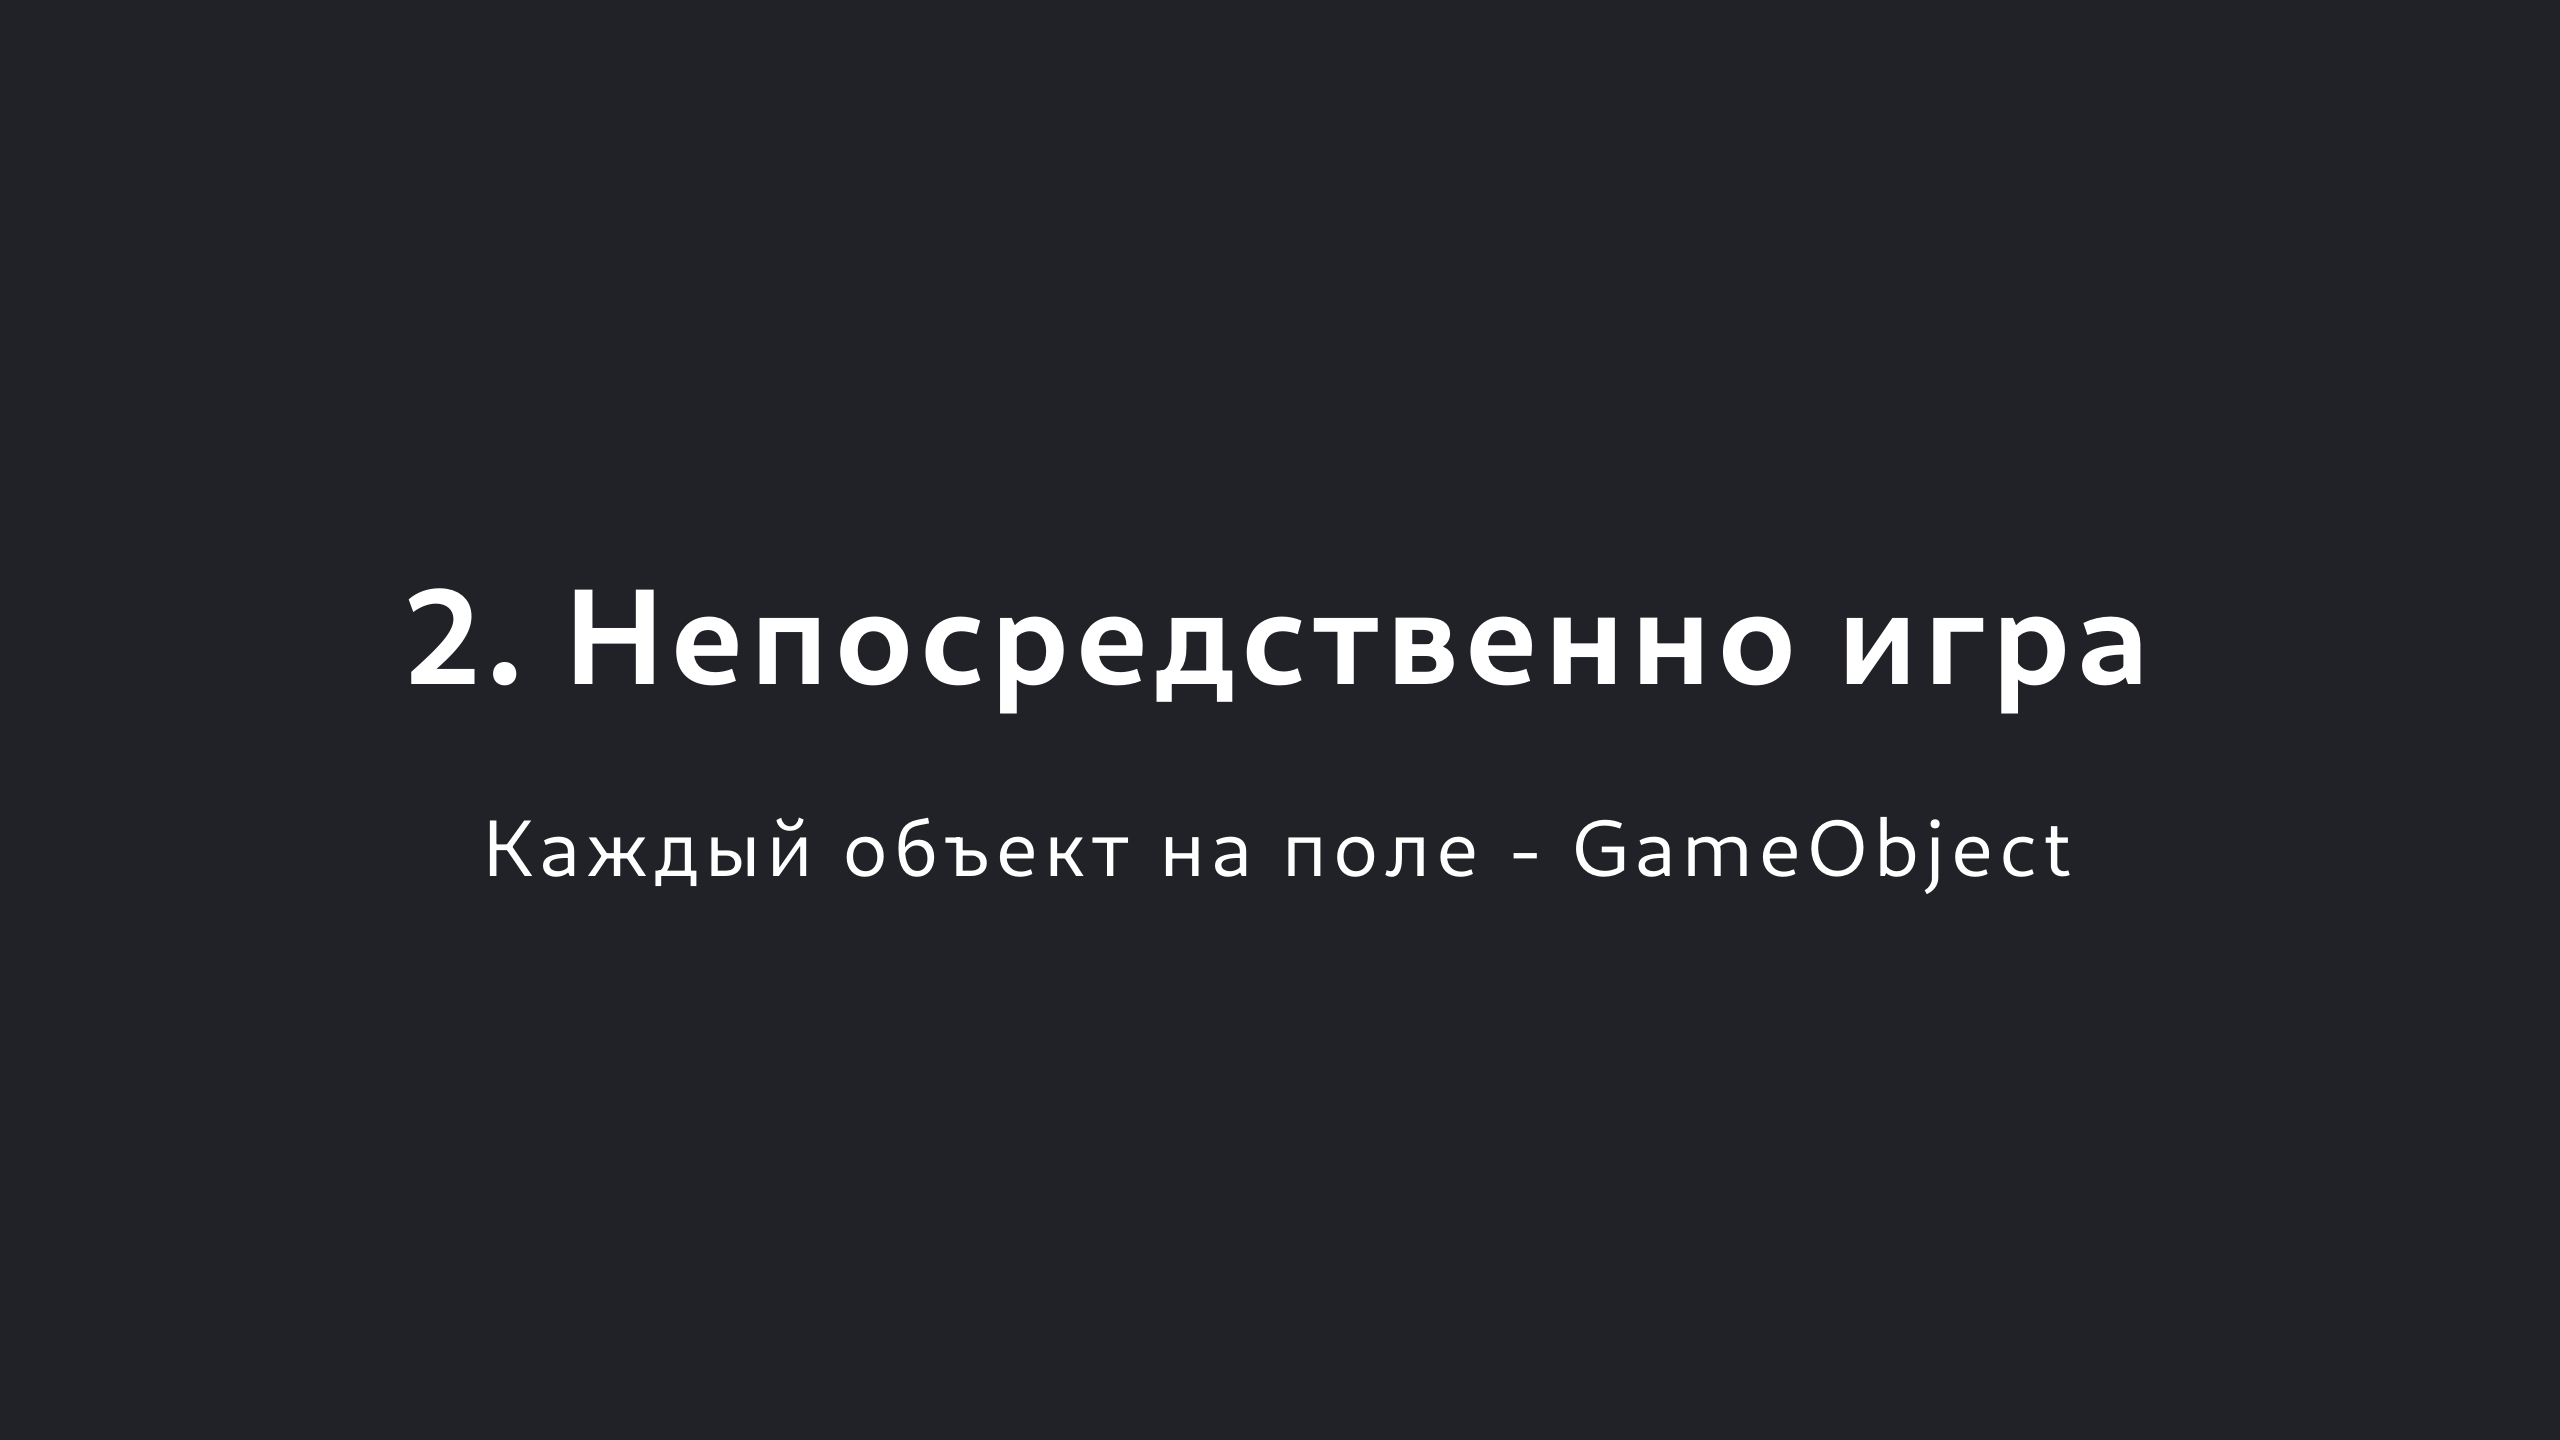 2. Непосредственно игра
Каждый объект на поле - GameObject